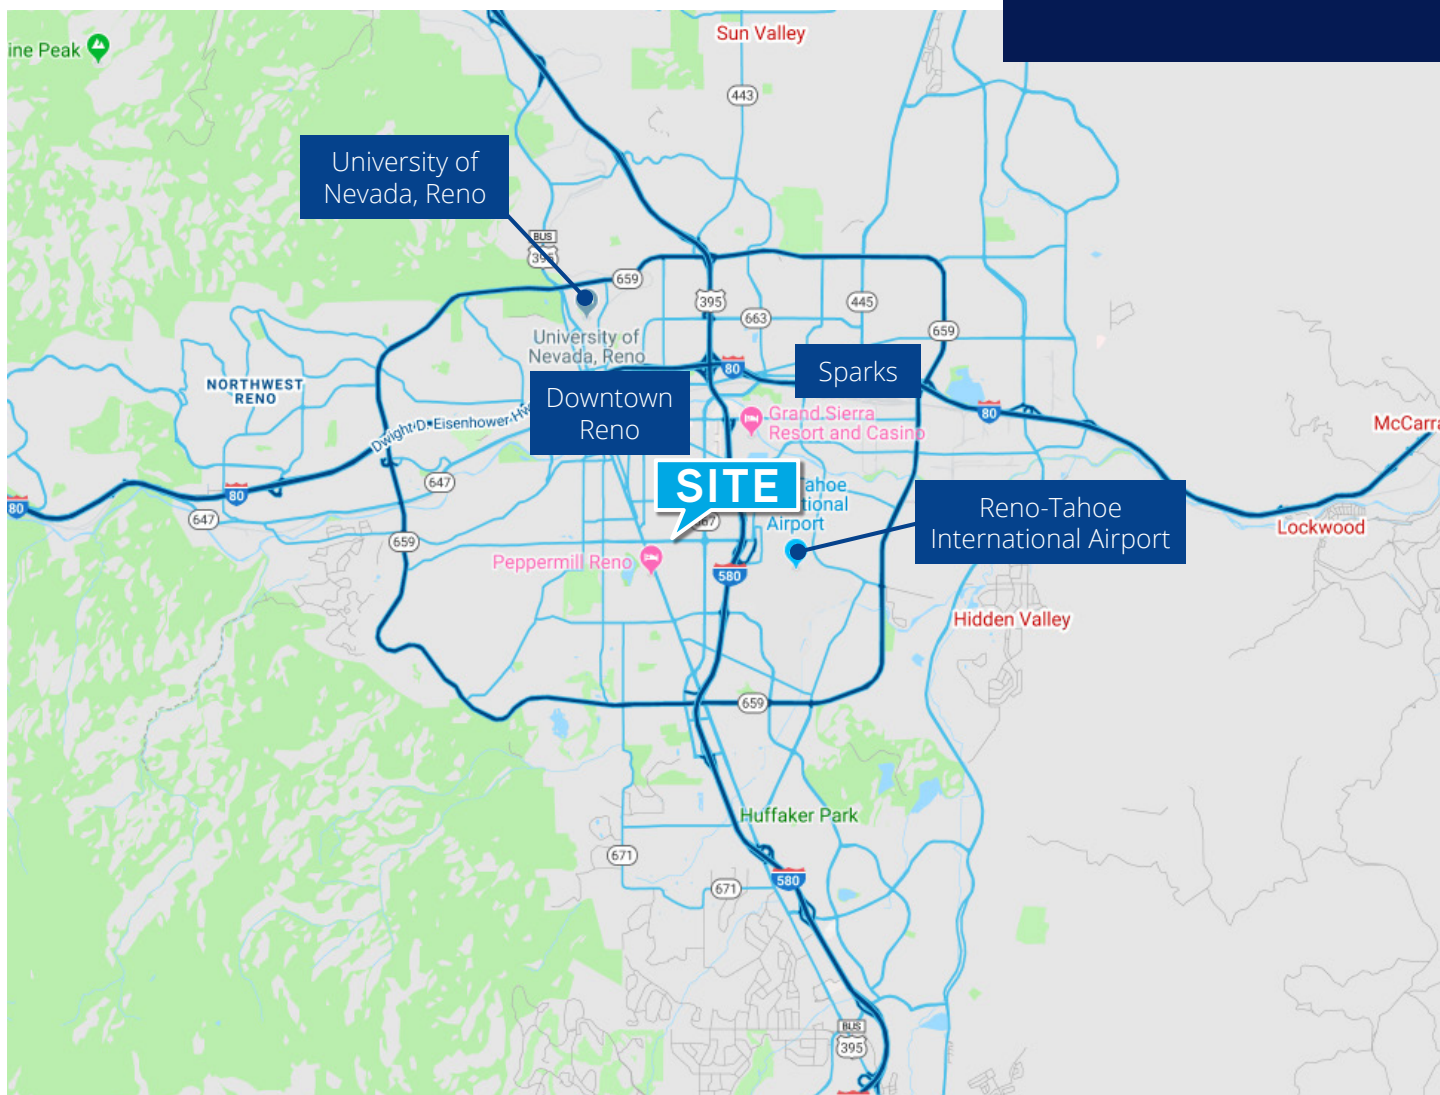 Sun Valley
ine Peak
443
University of
Nevada, Reno
BUS
395
659
395
663
445
659
University of
Nevada, Reno
80
Sparks
NORTHWEST
RENO
Downtown
Reno
Grand Sierra
Resort and Casino
80
McCarra
Dwight D. Eisenhower Hw
SITE
647
80
80
647
ahoe
tional
Airport
67
Reno-Tahoe
International Airport
Lockwood
659
Peppermill Reno
580
Hidden Valley
659
Huffaker Park
671
671
580
BUS
395